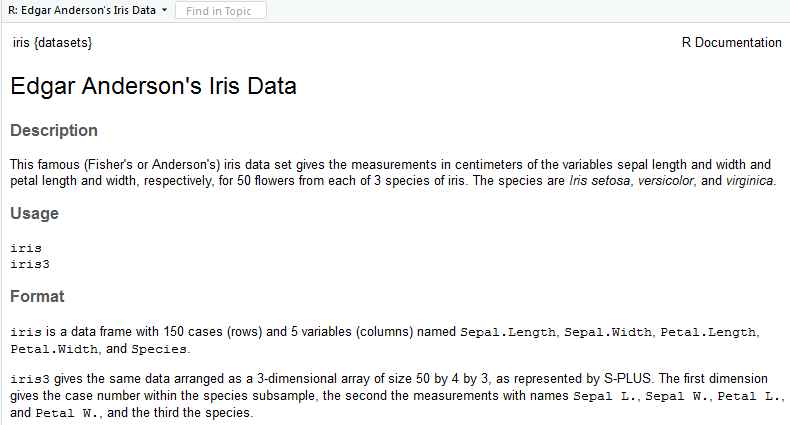 R: Edgar Anderson's Iris Data Find in Topic
iris {datasets} R Documentation
Edgar Anderson's Iris Data
Description
This famous (Fisher's or Anderson's) iris data set gives the measurements in centimeters of the variables sepal length and width and
petal length and width, respectively, for 50 flowers from each of 3 species of iris. The species are Iris setosa, versicolor, and virginica.
Usage
iris
iris3
Format
iris is a data frame with 150 cases (rows) and 5 variables (columns) named Sepal.Length, Sepal.Width, Petal.Length,
Petal.Width, and Species.
iris3 gives the same data arranged as a 3-dimensional array of size 50 by 4 by 3, as represented by S-PLUS. The first dimension
gives the case number within the species subsample, the second the measurements with names Sepal L., Sepal W., Petal L.,
and Petal W., and the third the species.